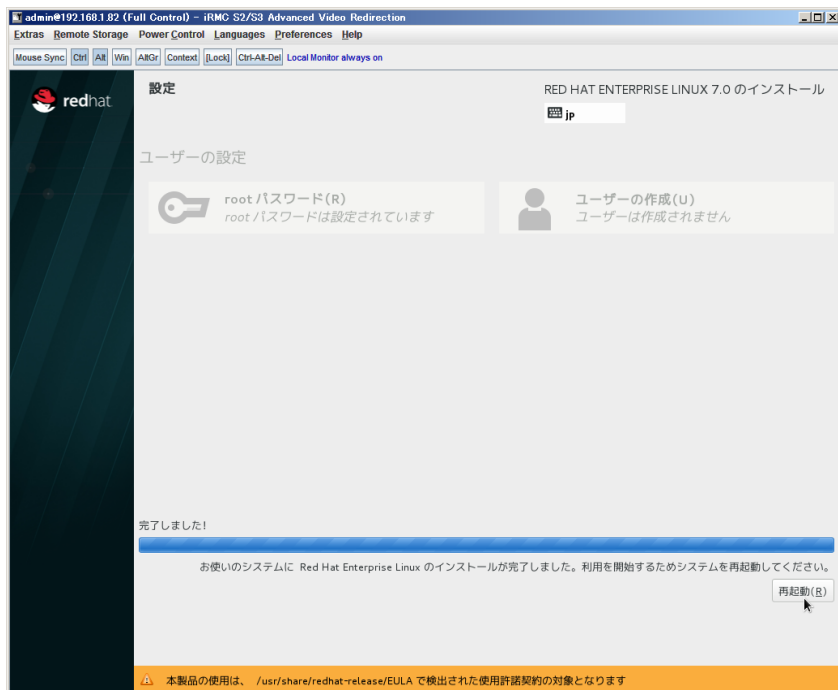 admin@192.168.1.82 (Full Control) - iRMC S2/S3 Advanced Video Redirection
Extras Remote Storage Power Control Languages Preferences Help
Mouse Sync Ctrl Alt Win AltGr Context [Lock] Ctrl-Alt-Del Local Monitor always on
redhat.
設定
RED HAT ENTERPRISE LINUX 7.0 のインストール
jp
ユーザーの設定
root パスワード(R)
root パスワードは設定されています
ユーザーの作成(U)
ユーザーは作成されません
完了しました!
お使いのシステムに Red Hat Enterprise Linux のインストールが完了しました。利用を開始するためシステムを再起動してください。
再起動(R)
本製品の使用は、 /usr/share/redhat-release/EULA で検出された使用許諾契約の対象となります